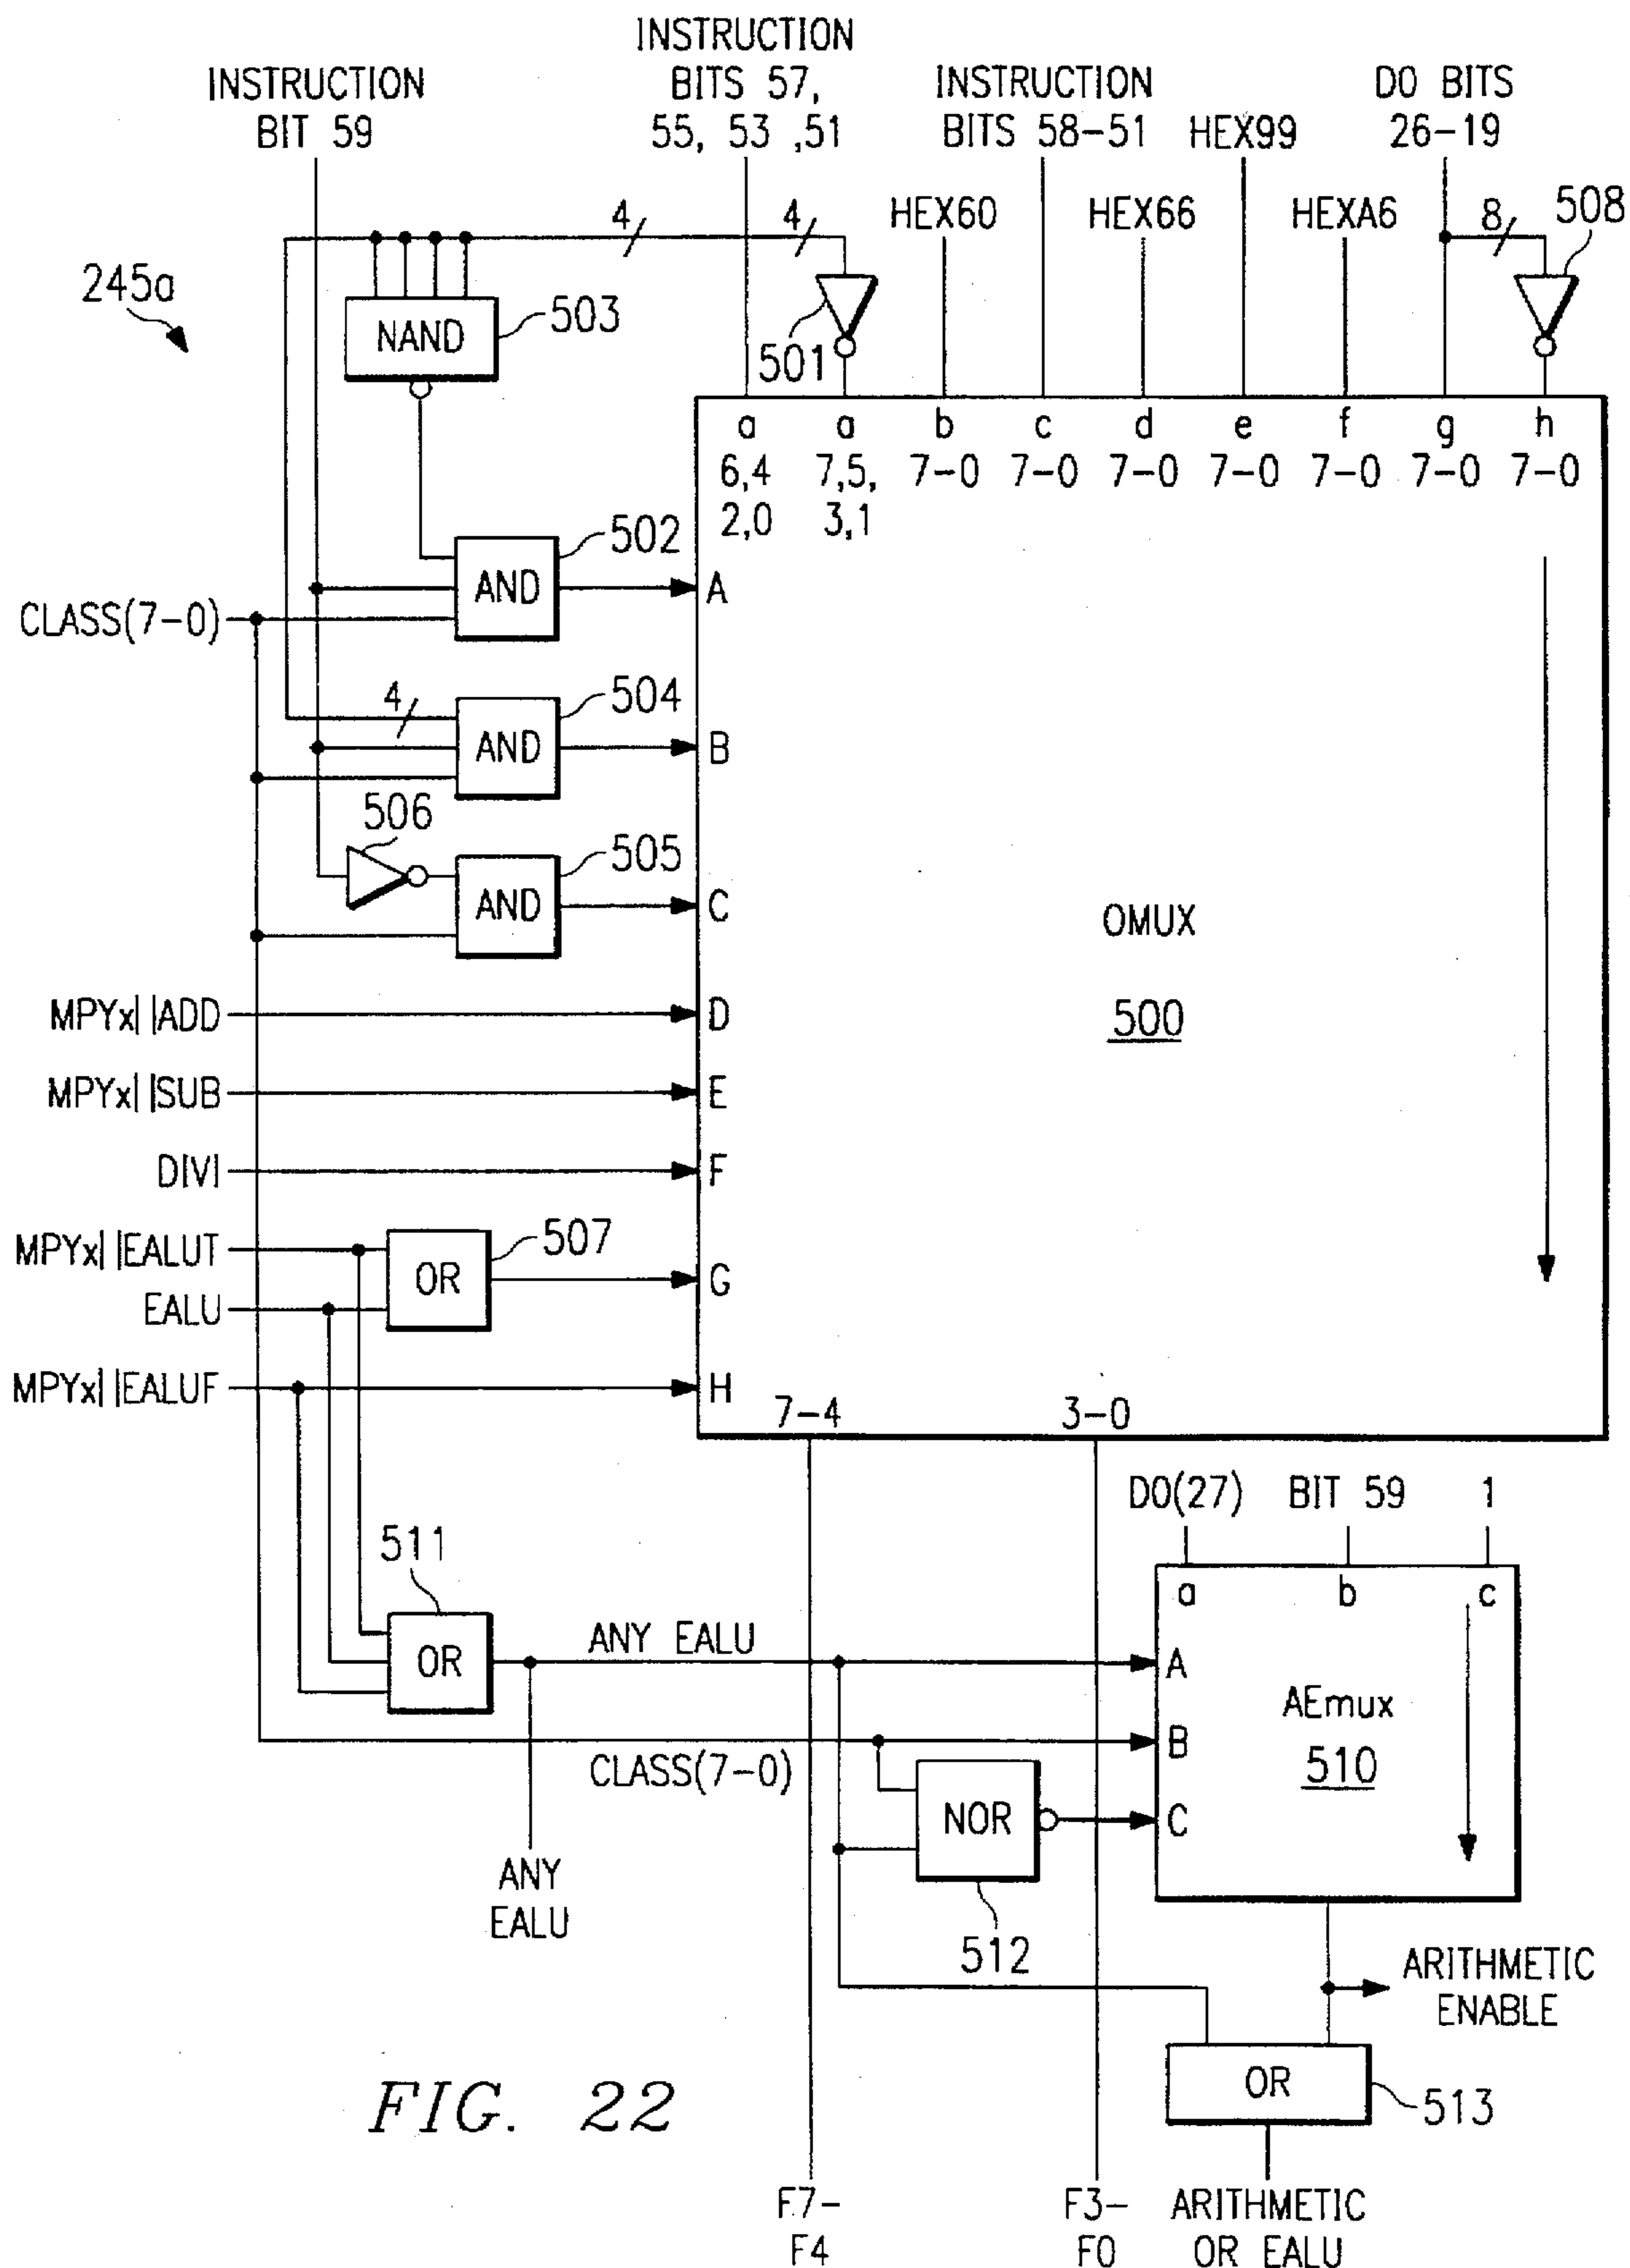 INSTRUCTION
BIT 59
INSTRUCTION
BITS 57,
55, 53 ,51
INSTRUCTION
BITS 58-51
HEX99
DO BITS
26-19
4
4
HEX60
HEX66
HEXA6
8
508
245a
NAND
503
501
a
a
b
c
d
e
f
g
h
6,4
2,0
7,5,
3,1
7-0
7-0
7-0
7-0
7-0
7-0
7-0
502
AND
A
CLASS(7-0)
4
504
AND
B
506
505
AND
C
OMUX
500
MPYx||ADD
D
MPYx||SUB
E
DIVI
F
MPYx||EALUT
EALU
OR
507
G
MPYx||EALUF
H
7-4
3-0
DO(27)
BIT 59
1
a
b
c
511
OR
ANY EALU
A
AEmux
510
B
CLASS(7-0)
NOR
C
512
ANY
EALU
ARITHMETIC
ENABLE
OR
513
FIG. 22
F7-
F4
F3-
F0
ARITHMETIC
OR EALU